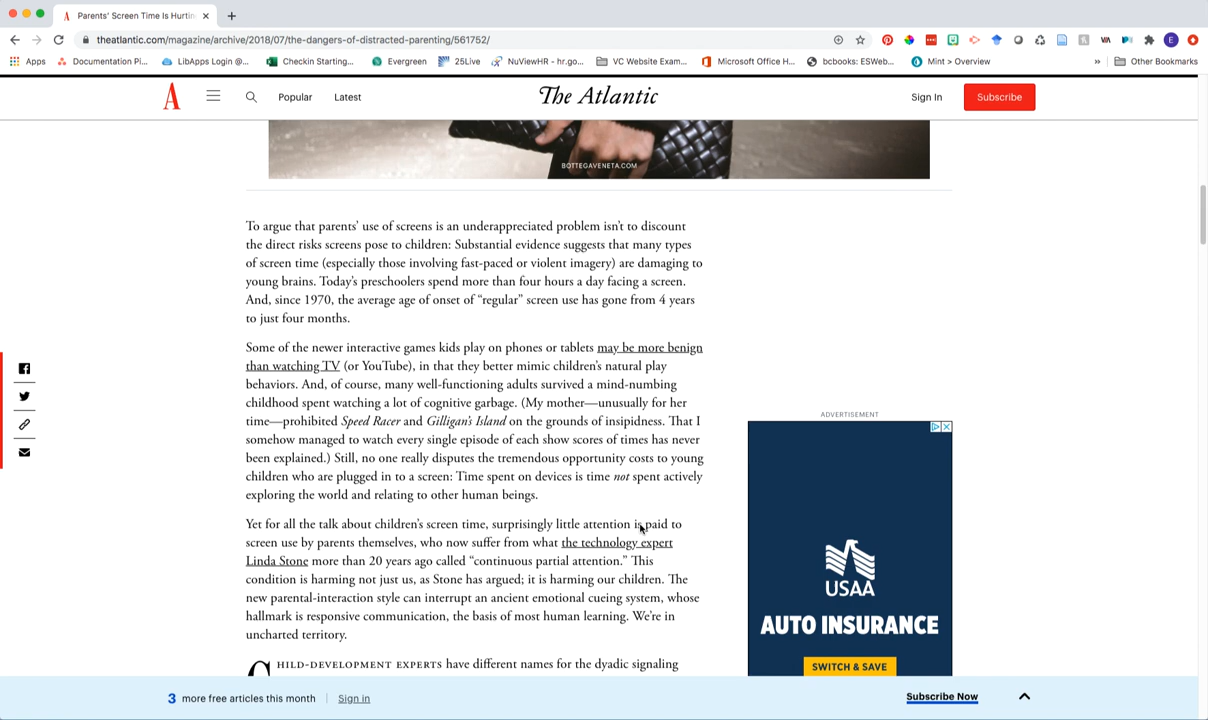 Parents' Screen Time Is Hurtin
theatlantic.com/magazine/archive/2018/07/the-dangers-of-distracted-parenting/561752/
Apps Documentation Pi... LibApps Login @... Checkin Starting... Evergreen 25Live NuViewHR - hr.go... VC Website Exam... Microsoft Office H... bcbooks: ESWeb... Mint > Overview » Other Bookmarks
A Popular Latest The Atlantic Sign In Subscribe
BOTTEGAVENETA.COM
To argue that parents’ use of screens is an underappreciated problem isn’t to discount
the direct risks screens pose to children: Substantial evidence suggests that many types
of screen time (especially those involving fast-paced or violent imagery) are damaging to
young brains. Today’s preschoolers spend more than four hours a day facing a screen.
And, since 1970, the average age of onset of “regular” screen use has gone from 4 years
to just four months.
Some of the newer interactive games kids play on phones or tablets may be more benign
than watching TV (or YouTube), in that they better mimic children’s natural play
behaviors. And, of course, many well-functioning adults survived a mind-numbing
childhood spent watching a lot of cognitive garbage. (My mother—unusually for her
time—prohibited Speed Racer and Gilligan’s Island on the grounds of insipidness. That I
somehow managed to watch every single episode of each show scores of times has never
been explained.) Still, no one really disputes the tremendous opportunity costs to young
children who are plugged in to a screen: Time spent on devices is time not spent actively
exploring the world and relating to other human beings.
Yet for all the talk about children’s screen time, surprisingly little attention is paid to
screen use by parents themselves, who now suffer from what the technology expert
Linda Stone more than 20 years ago called “continuous partial attention.” This
condition is harming not just us, as Stone has argued; it is harming our children. The
new parental-interaction style can interrupt an ancient emotional cueing system, whose
hallmark is responsive communication, the basis of most human learning. We’re in
uncharted territory.
CHILD-DEVELOPMENT EXPERTS have different names for the dyadic signaling
ADVERTISEMENT
USAA
AUTO INSURANCE
SWITCH & SAVE
3 more free articles this month Sign in Subscribe Now